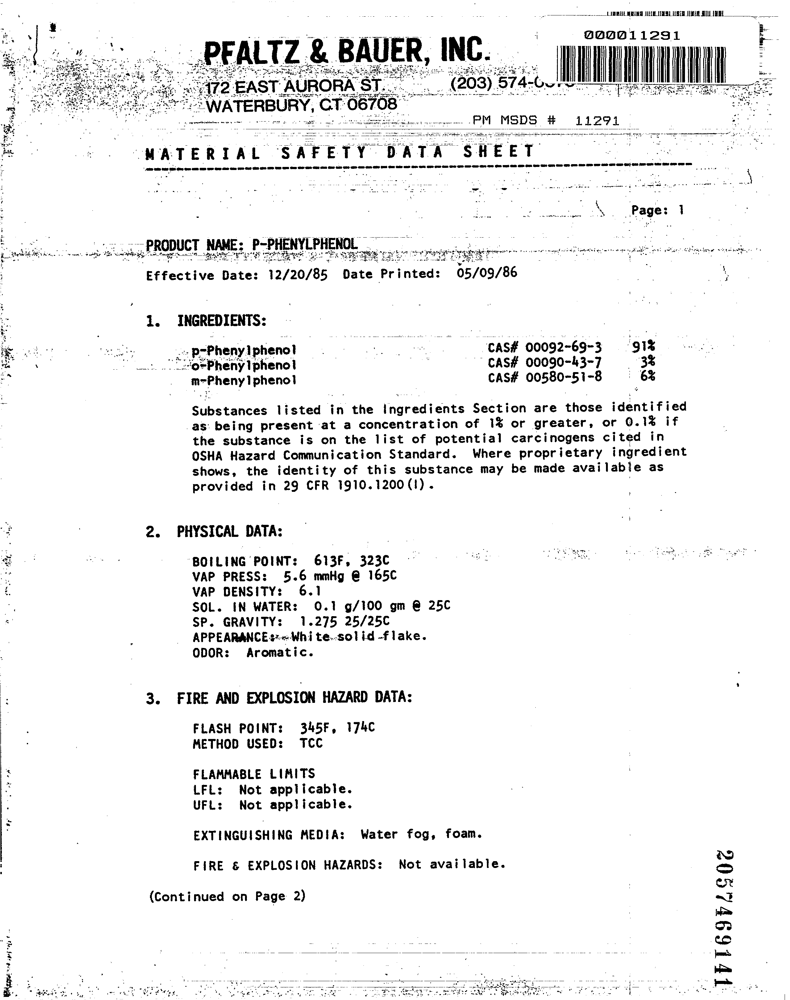 000011291
PFALTZ & BAUER, INC.
172 EAST AURORA ST.
(203) 574-
WATERBURY, CT 06708
PM MSDS # 11291
MATERIAL SAFETY DATA SHEET
Page: 1
PRODUCT NAME: P-PHENYLPHENOL
Effective Date: 12/20/85 Date Printed: 05/09/86
1. INGREDIENTS:
p-Phenylphenol CAS# 00092-69-3 91%
o-Phenylphenol CAS# 00090-43-7 3%
m-Phenylphenol CAS# 00580-51-8 6%
Substances listed in the Ingredients Section are those identified
as being present at a concentration of 1% or greater, or 0.1% if
the substance is on the list of potential carcinogens cited in
OSHA Hazard Communication Standard. Where proprietary ingredient
shows, the identity of this substance may be made available as
provided in 29 CFR 1910.1200(I).
2. PHYSICAL DATA:
BOILING POINT: 613F, 323C
VAP PRESS: 5.6 mmHg @ 165C
VAP DENSITY: 6.1
SOL. IN WATER: 0.1 g/100 gm @ 25C
SP. GRAVITY: 1.275 25/25C
APPEARANCE: White solid flake.
ODOR: Aromatic.
3. FIRE AND EXPLOSION HAZARD DATA:
FLASH POINT: 345F, 174C
METHOD USED: TCC
FLAMMABLE LIMITS
LFL: Not applicable.
UFL: Not applicable.
EXTINGUISHING MEDIA: Water fog, foam.
FIRE & EXPLOSION HAZARDS: Not available.
(Continued on Page 2)
2057469141